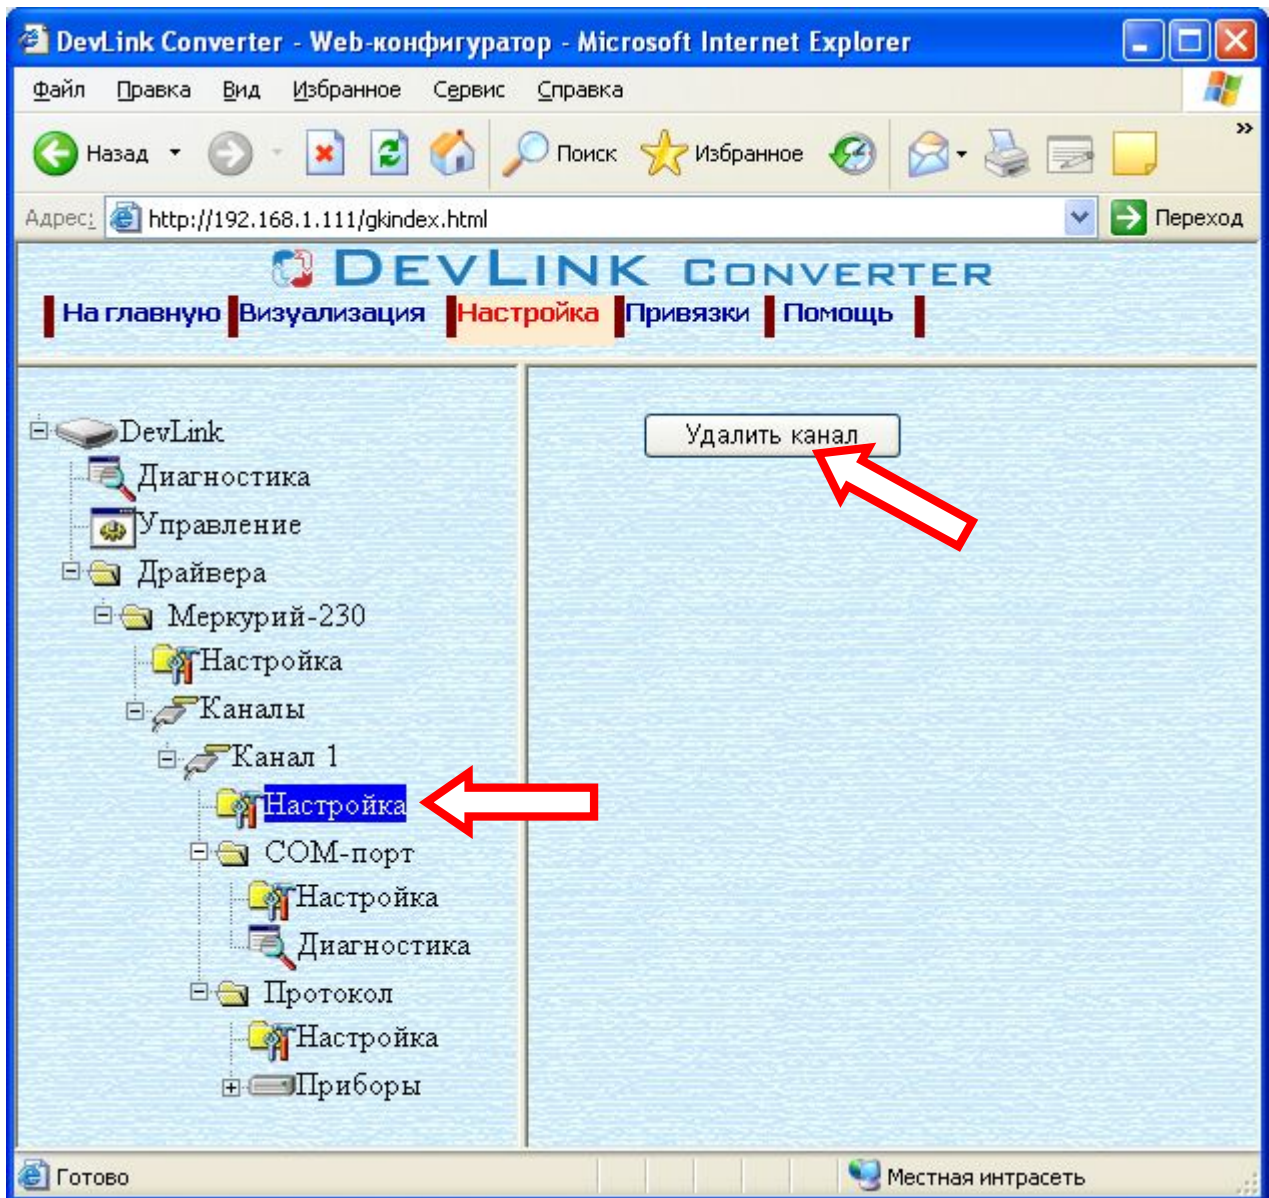 DevLink Converter - Web-конфигуратор - Microsoft Internet Explorer
Файл Правка Вид Избранное Сервис Справка
Назад Поиск Избранное »
Адрес: http://192.168.1.111/gkindex.html Переход
DEVLINK CONVERTER
На главную Визуализация Настройка Привязки Помощь
DevLink
Удалить канал
Диагностика
Управление
Драйвера
Меркурий-230
Настройка
Каналы
Канал 1
Настройка
COM-порт
Настройка
Диагностика
Протокол
Настройка
Приборы
Готово Местная интрасеть